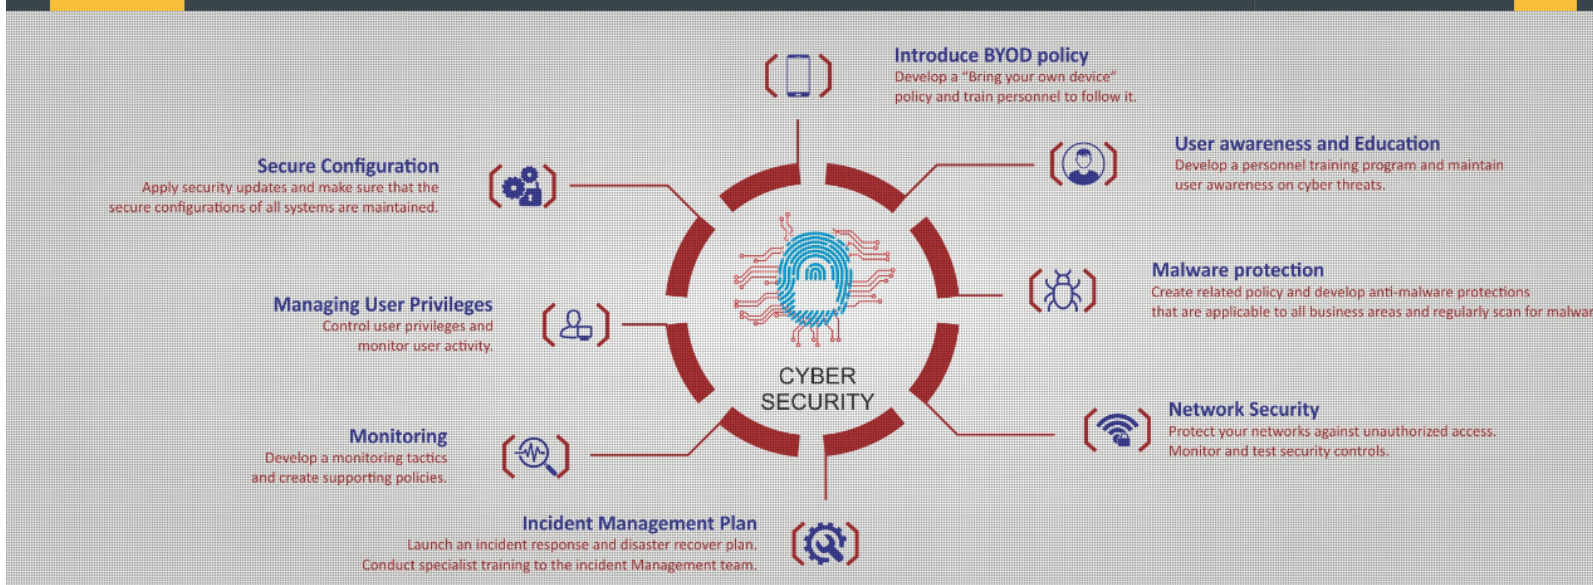 Introduce BYOD policy
Develop a “Bring your own device”
policy and train personnel to follow it.
User awareness and Education
Develop a personnel training program and maintain
user awareness on cyber threats.
Malware protection
Create related policy and develop anti-malware protections
that are applicable to all business areas and regularly scan for malwar
Network Security
Protect your networks against unauthorized access.
Monitor and test security controls.
Incident Management Plan
Launch an incident response and disaster recover plan.
Conduct specialist training to the incident Management team.
Monitoring
Develop a monitoring tactics
and create supporting policies.
Managing User Privileges
Control user privileges and
monitor user activity.
Secure Configuration
Apply security updates and make sure that the
secure configurations of all systems are maintained.
CYBER
SECURITY